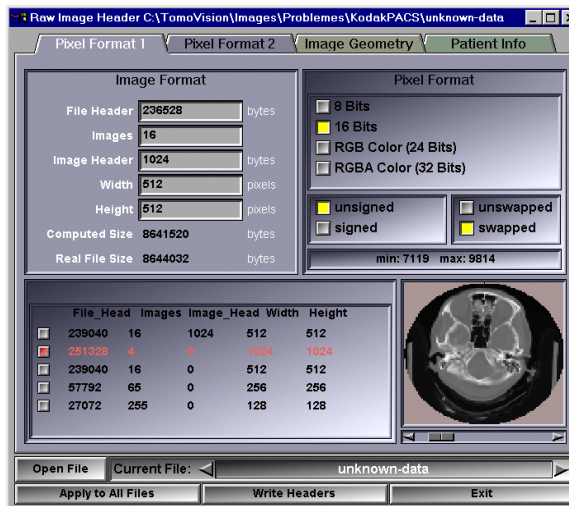 Raw Image Header C:\TomoVision\Images\Problemes\KodakPACS\unknown-data
Pixel Format 1 Pixel Format 2 Image Geometry Patient Info
Image Format
File Header 236528 bytes
Images 16
Image Header 1024 bytes
Width 512 pixels
Height 512 pixels
Computed Size 8641520 bytes
Real File Size 8644032 bytes
Pixel Format
8 Bits
16 Bits
RGB Color (24 Bits)
RGBA Color (32 Bits)
unsigned unswapped
signed swapped
min: 7119 max: 9814
File_Head Images Image_Head Width Height
239040 16 1024 512 512
251328 4 0 1024 1024
239040 16 0 512 512
57792 65 0 256 256
27072 255 0 128 128
Open File Current File: unknown-data
Apply to All Files Write Headers Exit